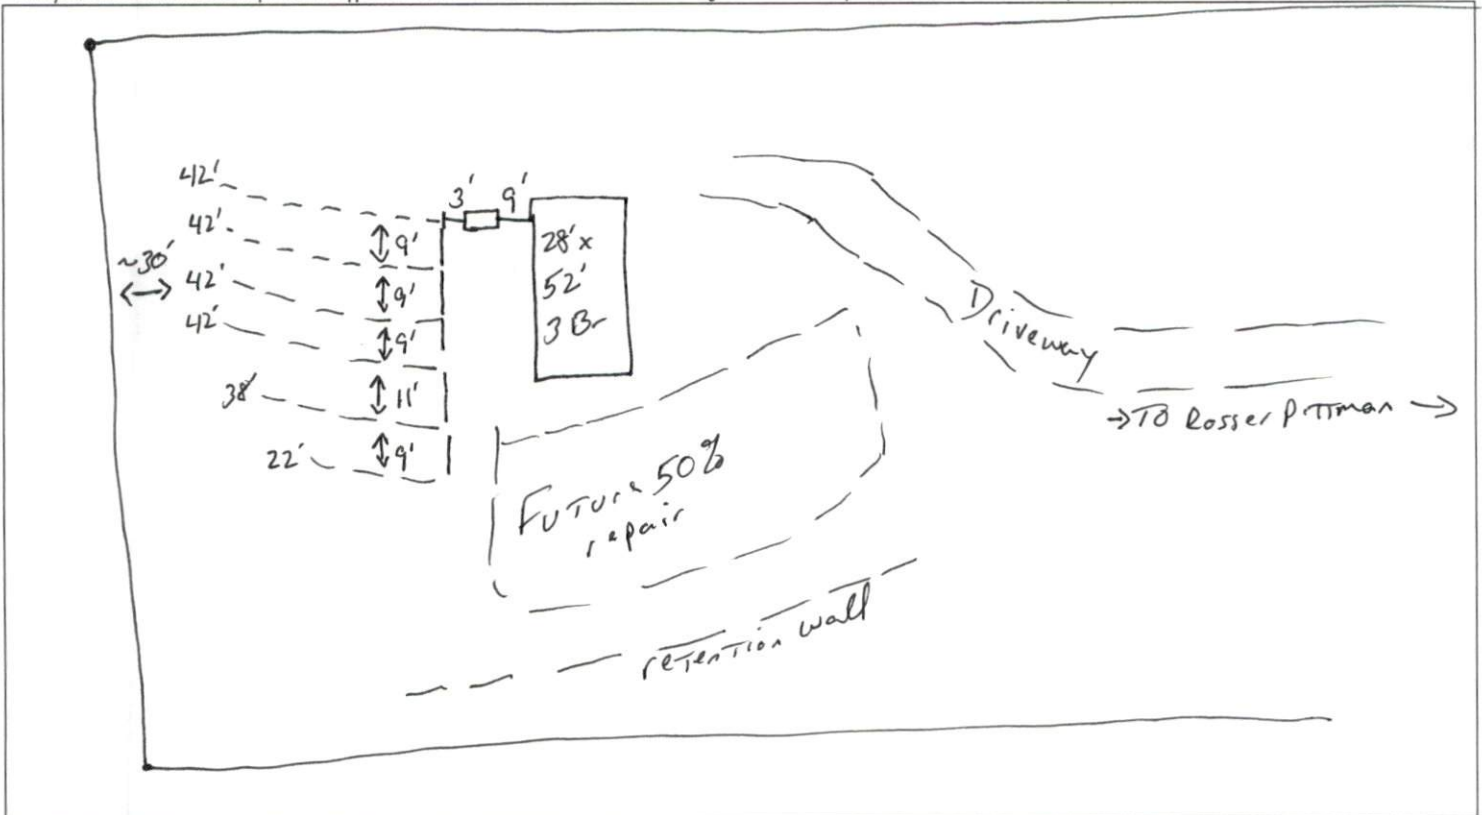 42'
3'
9'
42'
9'
~30'
42'
9'
42'
9'
28'x
52'
3 Br
38'
11'
22'
9'
Driveway
→TO Rosser Pittman →
Future 50%
repair
retention wall